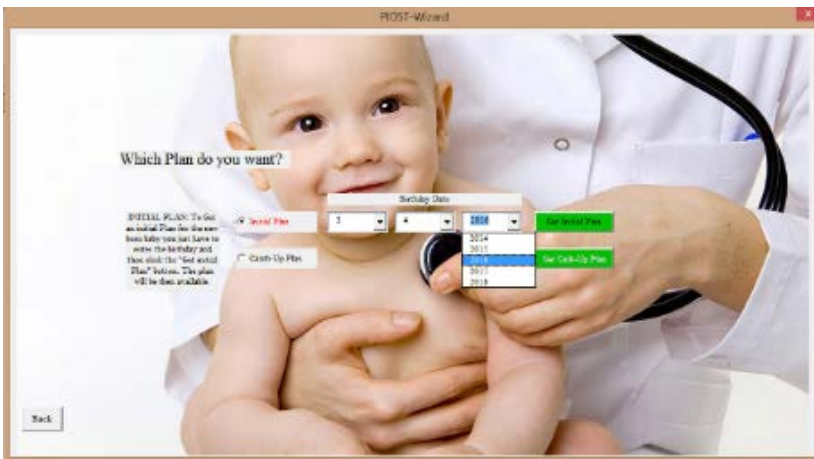 PIOST-Wizard
Which Plan do you want?
Birthday Date
INITIAL PLAN: To Get
an initial Plan for the new
born baby you just have to
enter the birthday and
then click the "Get initial
Plan" button. The plan
will be then available.
Initial Plan
2 4 2016
Get Initial Plan
2014
2015
2016
2017
2018
Catch-Up Plan
Get Catch-Up Plan
Back